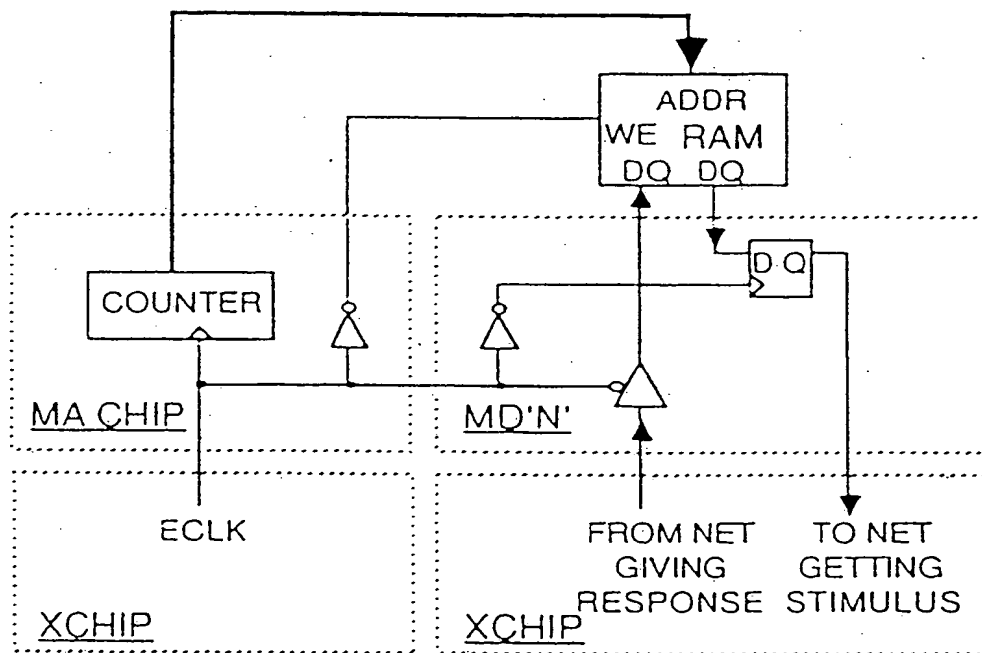 ADDR
WE RAM
DQ DQ
D Q
COUNTER
MA CHIP
MD'N'
ECLK
FROM NET
GIVING
RESPONSE
TO NET
GETTING
STIMULUS
XCHIP
XCHIP